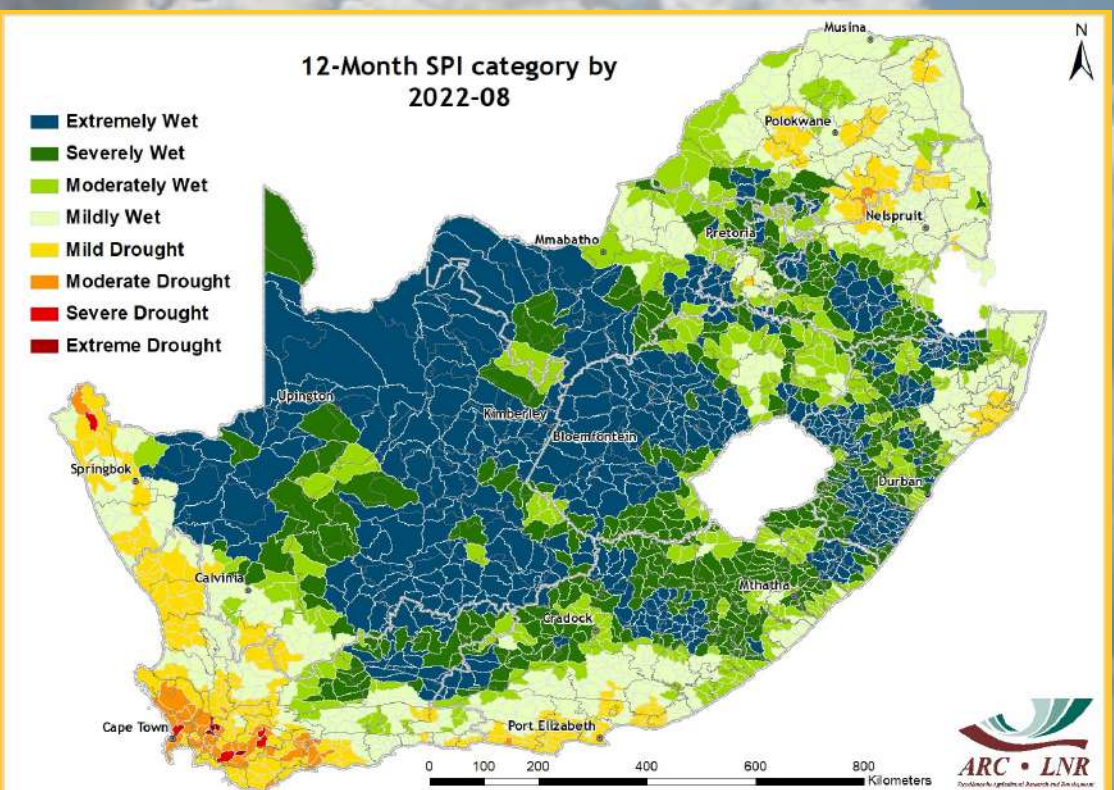 12-Month SPI category by
2022-08
N
Extremely Wet
Severely Wet
Moderately Wet
Mildly Wet
Mild Drought
Moderate Drought
Severe Drought
Extreme Drought
Musina
Polokwane
Nelspruit
Pretoria
Mmabatho
Upington
Kimberley
Bloemfontein
Springbok
Durban
Calvinia
Mthatha
Cradock
Cape Town
Port Elizabeth
0 100 200 400 600 800
Kilometers
ARC • LNR